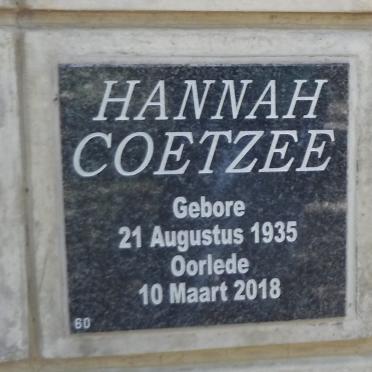 HANNAH
COETZEE
Gebore
21 Augustus 1935
Oorlede
10 Maart 2018
60